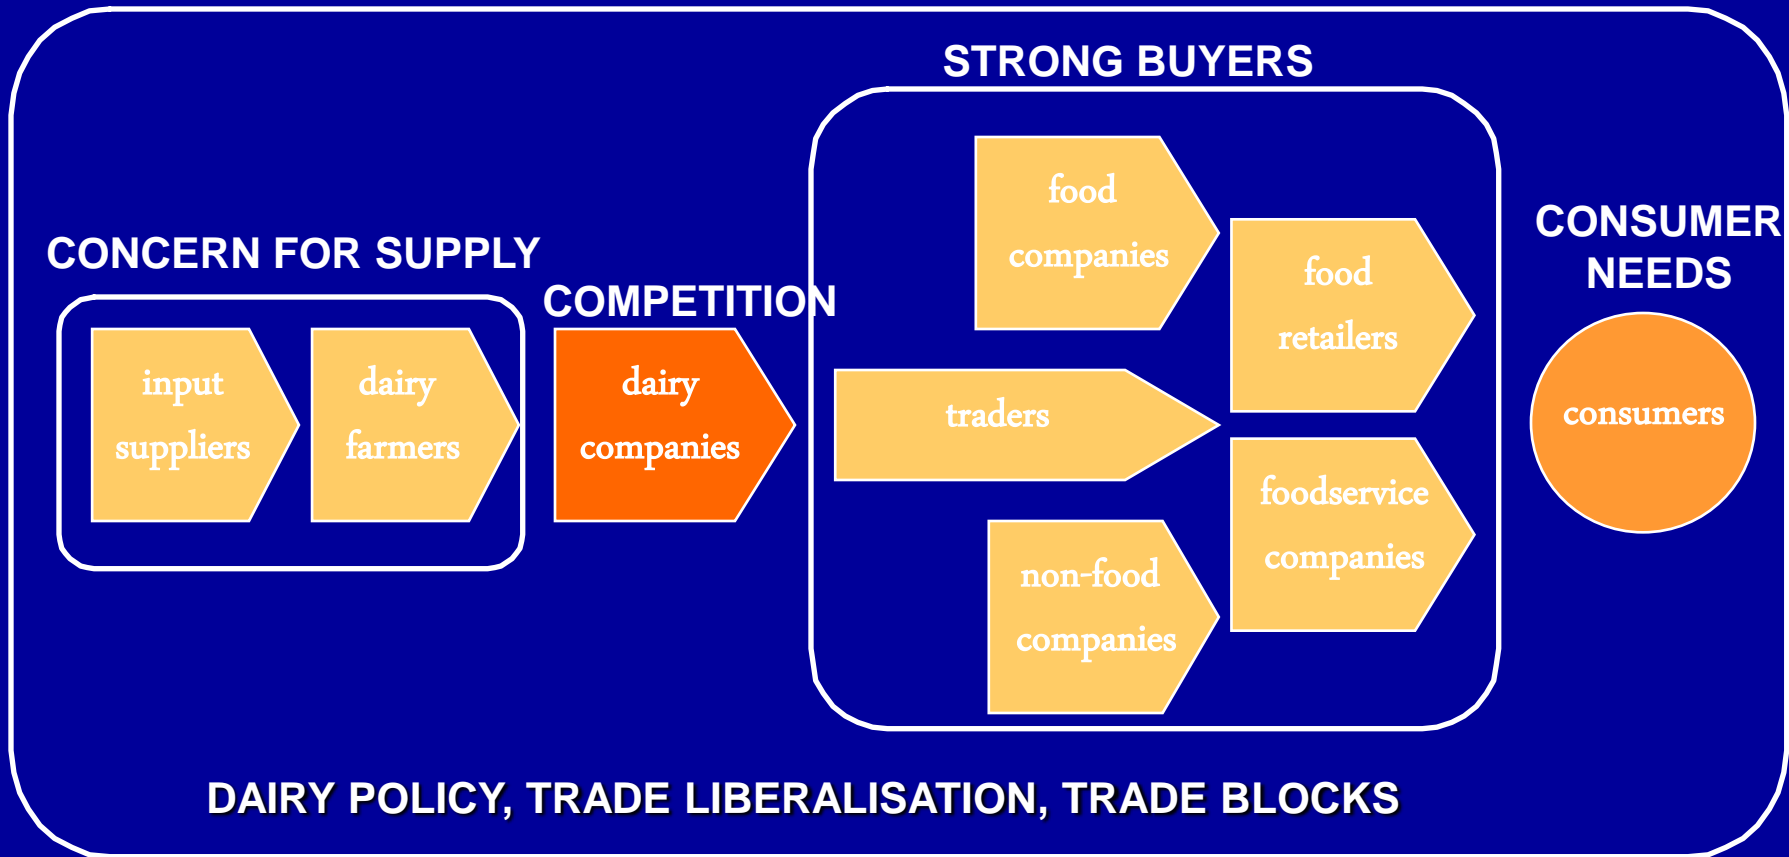 STRONG BUYERS
CONCERN FOR SUPPLY
input
suppliers
dairy
farmers
COMPETITION
dairy
companies
food
companies
traders
non-food
companies
food
retailers
foodservice
companies
CONSUMER
NEEDS
consumers
DAIRY POLICY, TRADE LIBERALISATION, TRADE BLOCKS